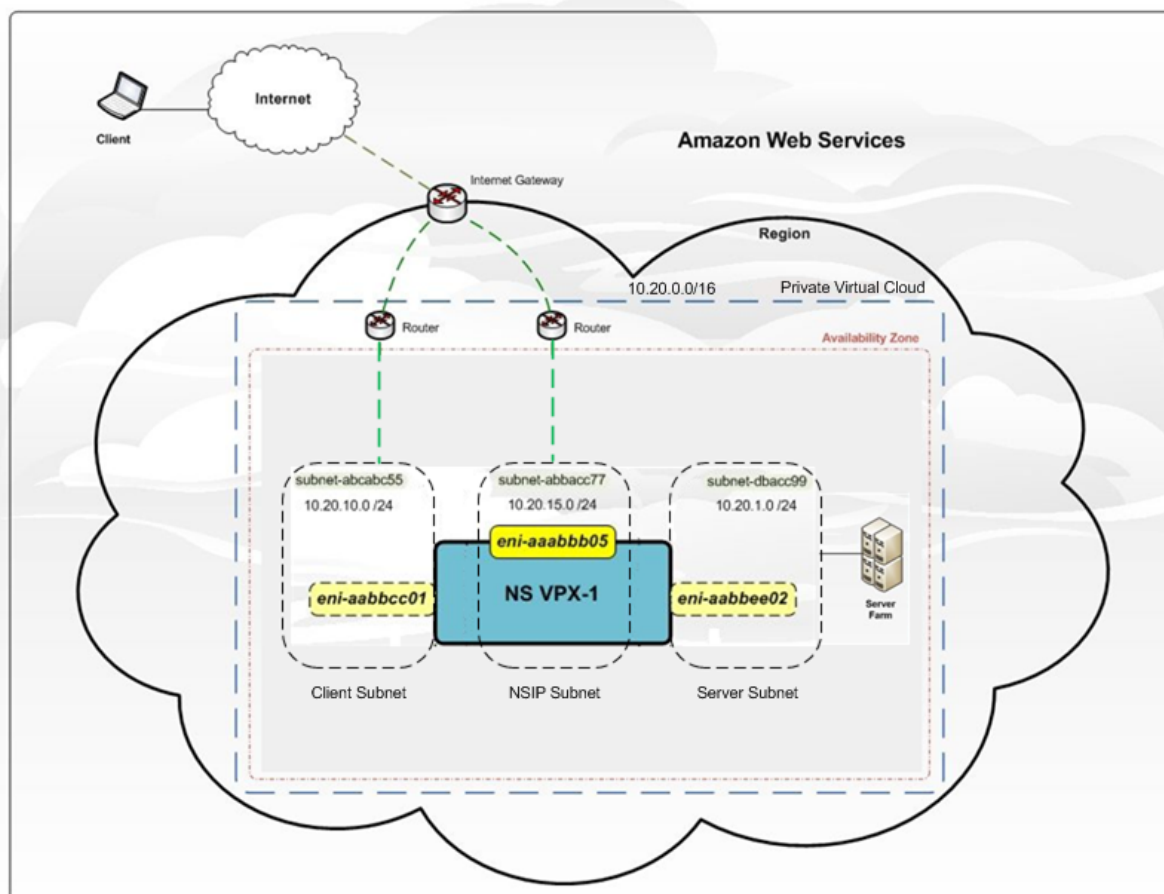 Internet
Client
Amazon Web Services
Internet Gateway
Region
10.20.0.0/16
Private Virtual Cloud
Router
Router
Availability Zone
subnet-abcabc55
subnet-abbacc77
subnet-dbacc99
10.20.10.0 /24
10.20.15.0 /24
10.20.1.0 /24
eni-aaabbb05
eni-aabbcc01
NS VPX-1
eni-aabbee02
Server
Farm
Client Subnet
NSIP Subnet
Server Subnet